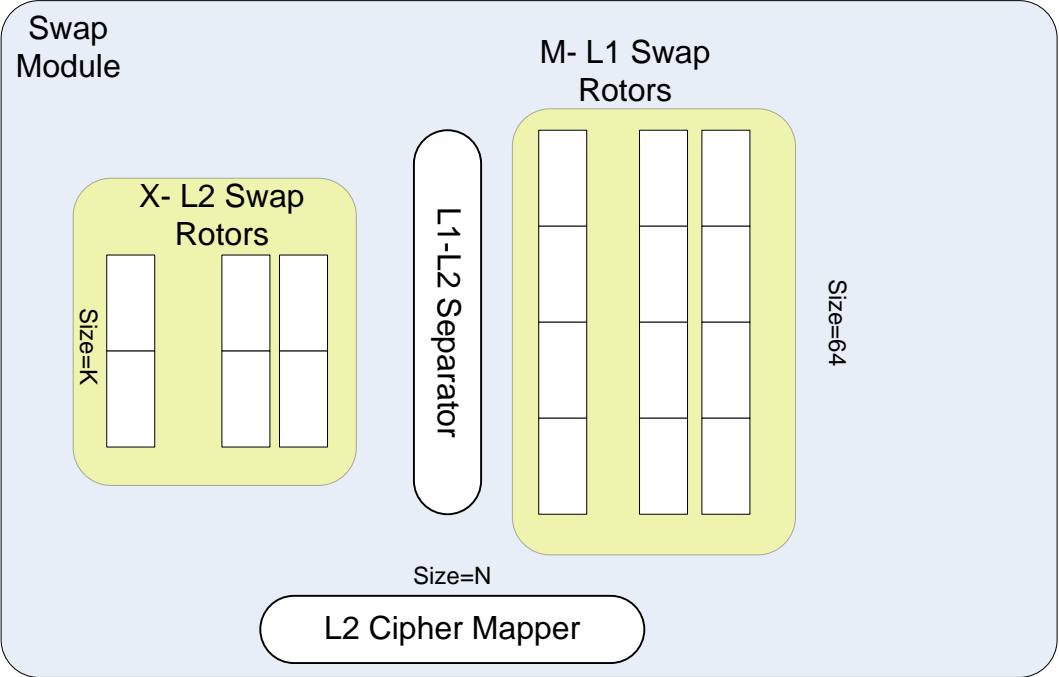 Swap
Module
M- L1 Swap
Rotors
X- L2 Swap
Rotors
L1-L2 Separator
Size=K
Size=64
Size=N
L2 Cipher Mapper